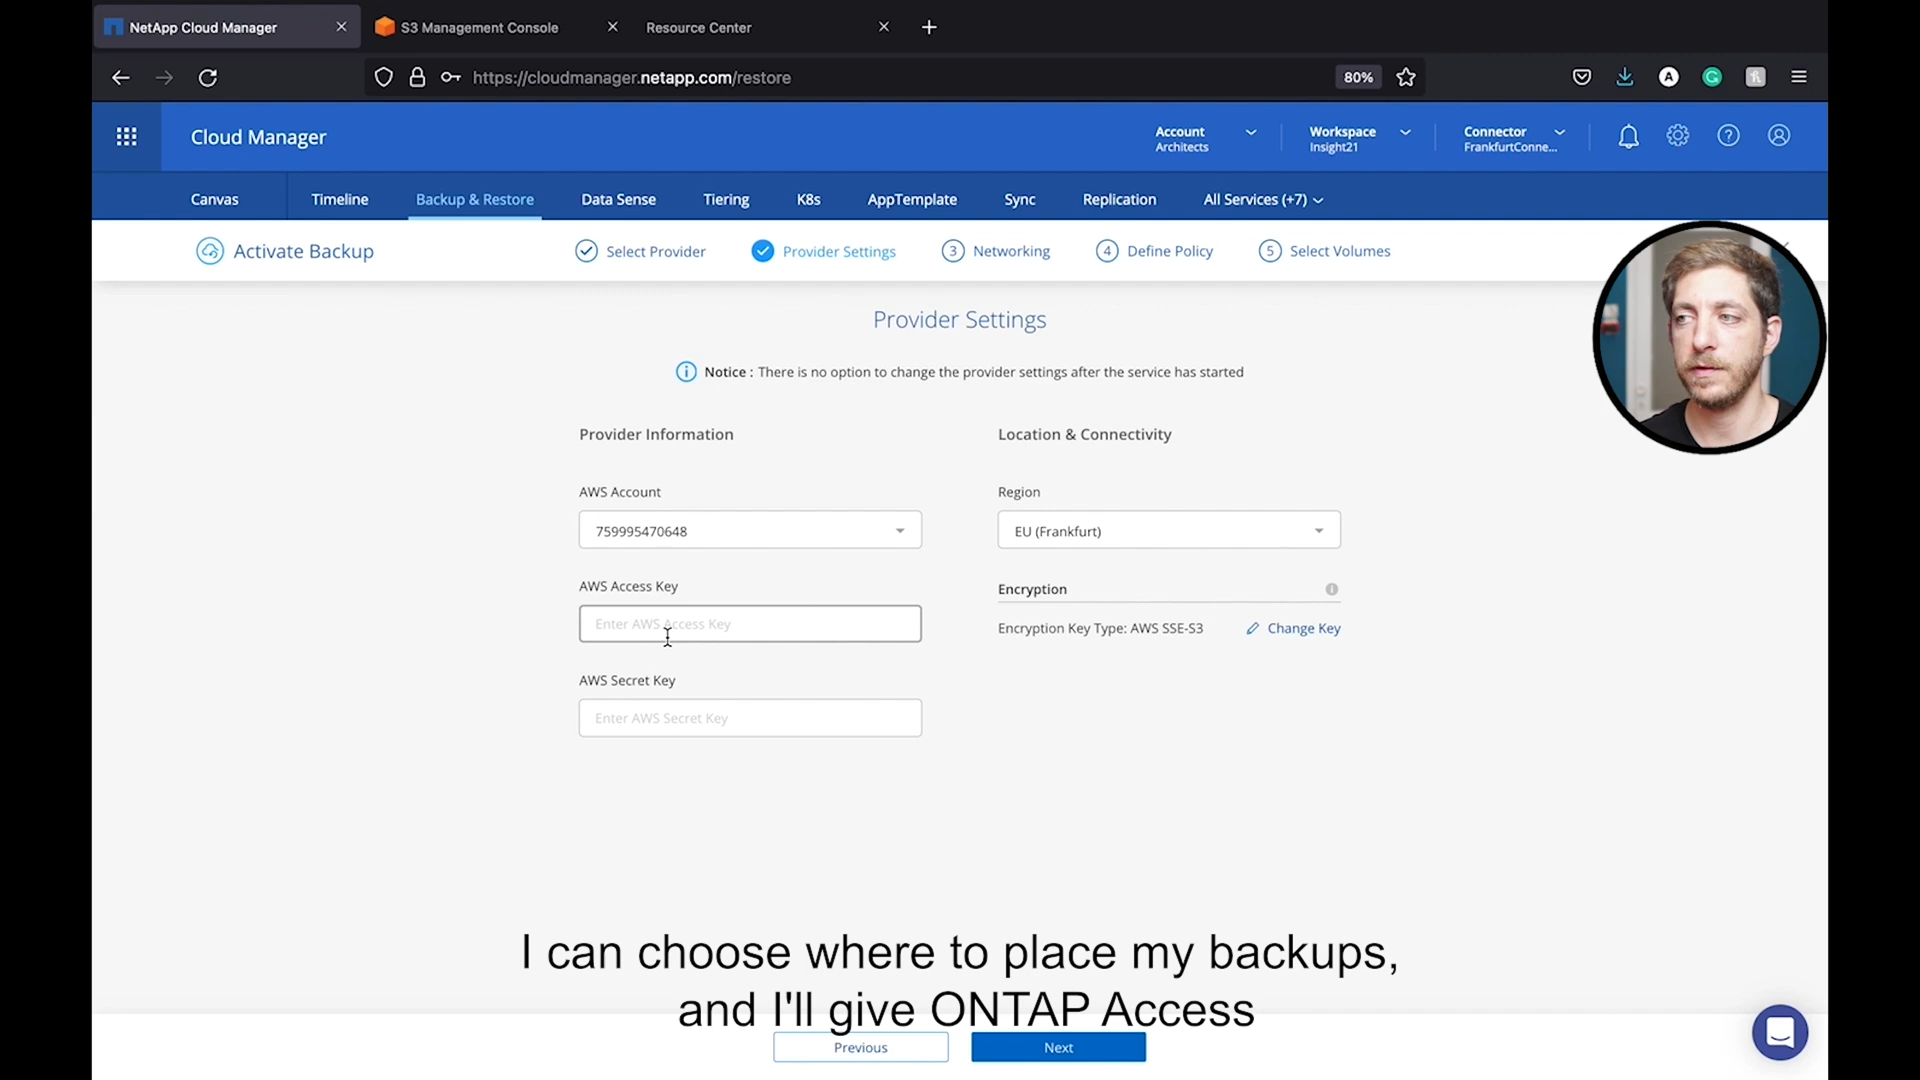 NetApp Cloud Manager
S3 Management Console
Resource Center
https://cloudmanager.netapp.com/restore
80%
A
Cloud Manager
Account
Architects
Workspace
Insight21
Connector
FrankfurtConne...
Canvas
Timeline
Backup & Restore
Data Sense
Tiering
K8s
AppTemplate
Sync
Replication
All Services (+7)
Activate Backup
Select Provider
Provider Settings
3 Networking
4 Define Policy
5 Select Volumes
Provider Settings
Notice : There is no option to change the provider settings after the service has started
Provider Information
AWS Account
759995470648
AWS Access Key
Enter AWS Access Key
AWS Secret Key
Enter AWS Secret Key
Location & Connectivity
Region
EU (Frankfurt)
Encryption
Encryption Key Type: AWS SSE-S3
Change Key
I can choose where to place my backups,
and I'll give ONTAP Access
Previous
Next